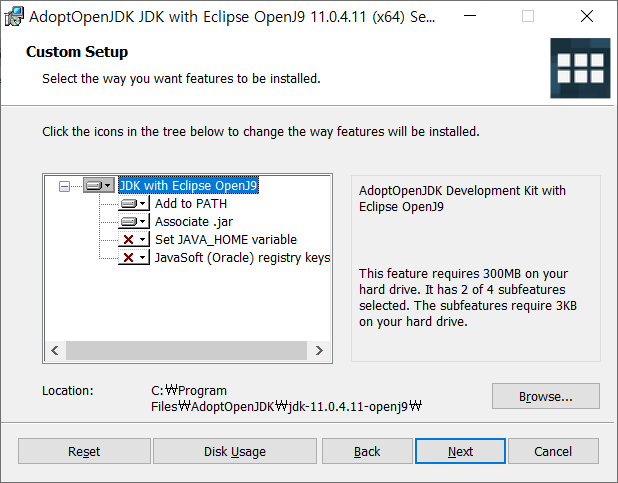 AdoptOpenJDK JDK with Eclipse OpenJ9 11.0.4.11 (x64) Se...
Custom Setup
Select the way you want features to be installed.
Click the icons in the tree below to change the way features will be installed.
JDK with Eclipse OpenJ9
Add to PATH
Associate .jar
Set JAVA_HOME variable
JavaSoft (Oracle) registry keys
AdoptOpenJDK Development Kit with
Eclipse OpenJ9
This feature requires 300MB on your
hard drive. It has 2 of 4 subfeatures
selected. The subfeatures require 3KB
on your hard drive.
Location:
C:₩Program
Files₩AdoptOpenJDK₩jdk-11.0.4.11-openj9₩
Browse...
Reset
Disk Usage
Back
Next
Cancel